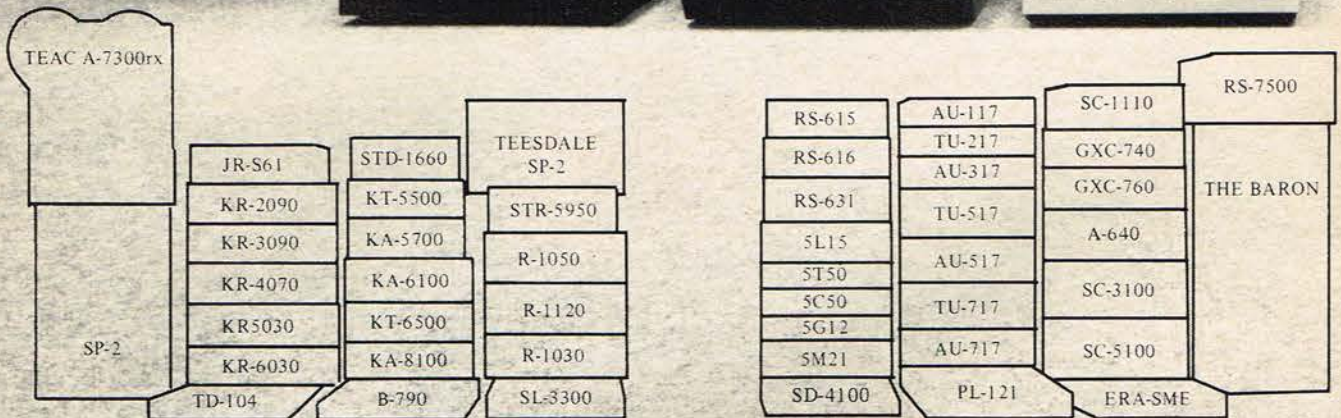 TEAC A-7300rx
SP-2
JR-S61
KR-2090
KR-3090
KR-4070
KR5030
KR-6030
TD-104
STD-1660
KT-5500
KA-5700
KA-6100
KT-6500
KA-8100
B-790
TEESDALE
SP-2
STR-5950
R-1050
R-1120
R-1030
SL-3300
RS-615
RS-616
RS-631
5L15
5T50
5C50
5G12
5M21
SD-4100
AU-117
TU-217
AU-317
TU-517
AU-517
TU-717
AU-717
PL-121
SC-1110
GXC-740
GXC-760
A-640
SC-3100
SC-5100
ERA-SME
RS-7500
THE BARON